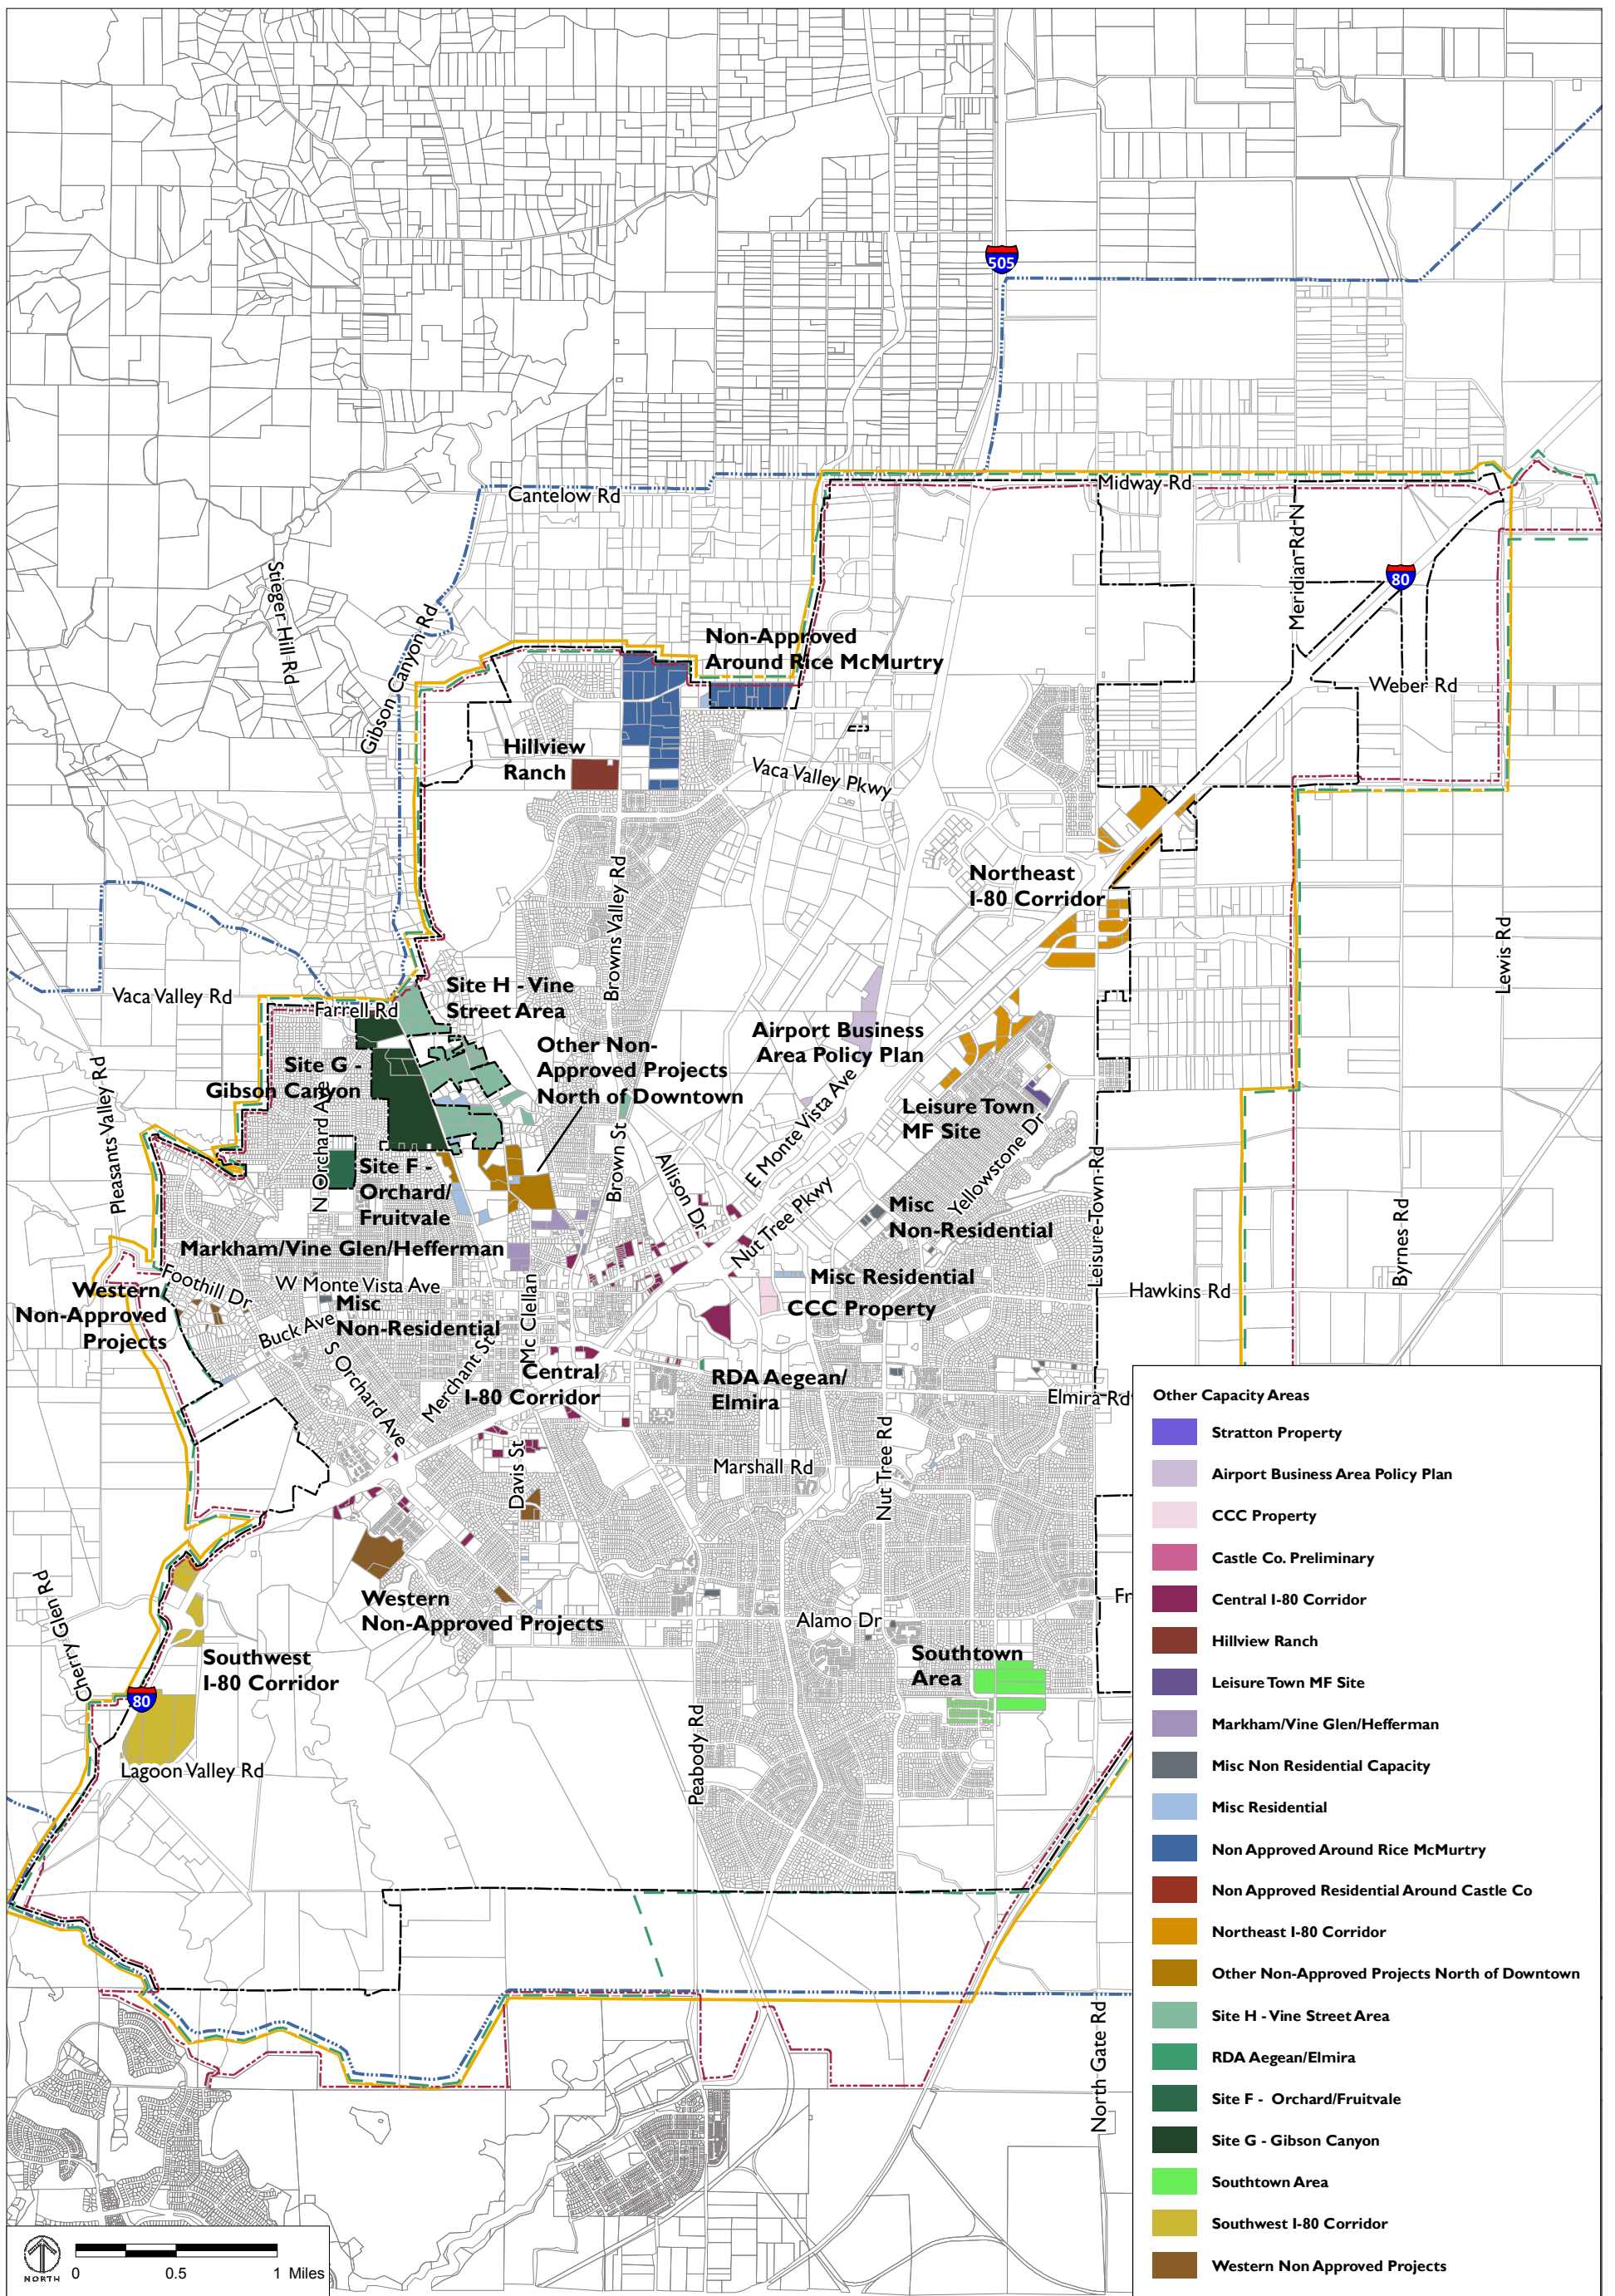 505
Cantelow Rd
Midway Rd
Meridian Rd N
80
Stieger Hill Rd
Gibson Canyon Rd
Non-Approved
Around Rice McMurtry
Weber Rd
Hillview
Ranch
Vaca Valley Pkwy
Browns Valley Rd
Northeast
I-80 Corridor
Lewis Rd
Vaca Valley Rd
Farrell Rd
Site H - Vine
Street Area
Airport Business
Area Policy Plan
Other Non-
Approved Projects
North of Downtown
Site G -
Gibson Canyon
Pleasants Valley Rd
N Orchard Ave
E Monte Vista Ave
Leisure Town
MF Site
Yellowstone Dr
Leisure Town Rd
Site F -
Orchard/
Fruitvale
Brown St
Allison Dr
Nut Tree Pkwy
Misc
Non-Residential
Byrnes Rd
Markham/Vine Glen/Hefferman
Foothill Dr
W Monte Vista Ave
Western
Non-Approved
Projects
Misc
Non-Residential
Buck Ave
Mc Clellan
Misc Residential
CCC Property
Hawkins Rd
S Orchard Ave
Merchant St
Central
I-80 Corridor
RDA Aegean/
Elmira
Elmira Rd
Davis St
Marshall Rd
Nut Tree Rd
Cherry Glen Rd
Western
Non-Approved Projects
Fr
Alamo Dr
Southwest
I-80 Corridor
Southtown
Area
80
Peabody Rd
Lagoon Valley Rd
North Gate Rd
Other Capacity Areas
Stratton Property
Airport Business Area Policy Plan
CCC Property
Castle Co. Preliminary
Central I-80 Corridor
Hillview Ranch
Leisure Town MF Site
Markham/Vine Glen/Hefferman
Misc Non Residential Capacity
Misc Residential
Non Approved Around Rice McMurtry
Non Approved Residential Around Castle Co
Northeast I-80 Corridor
Other Non-Approved Projects North of Downtown
Site H - Vine Street Area
RDA Aegean/Elmira
Site F - Orchard/Fruitvale
Site G - Gibson Canyon
Southtown Area
Southwest I-80 Corridor
Western Non Approved Projects
NORTH
0 0.5 1 Miles